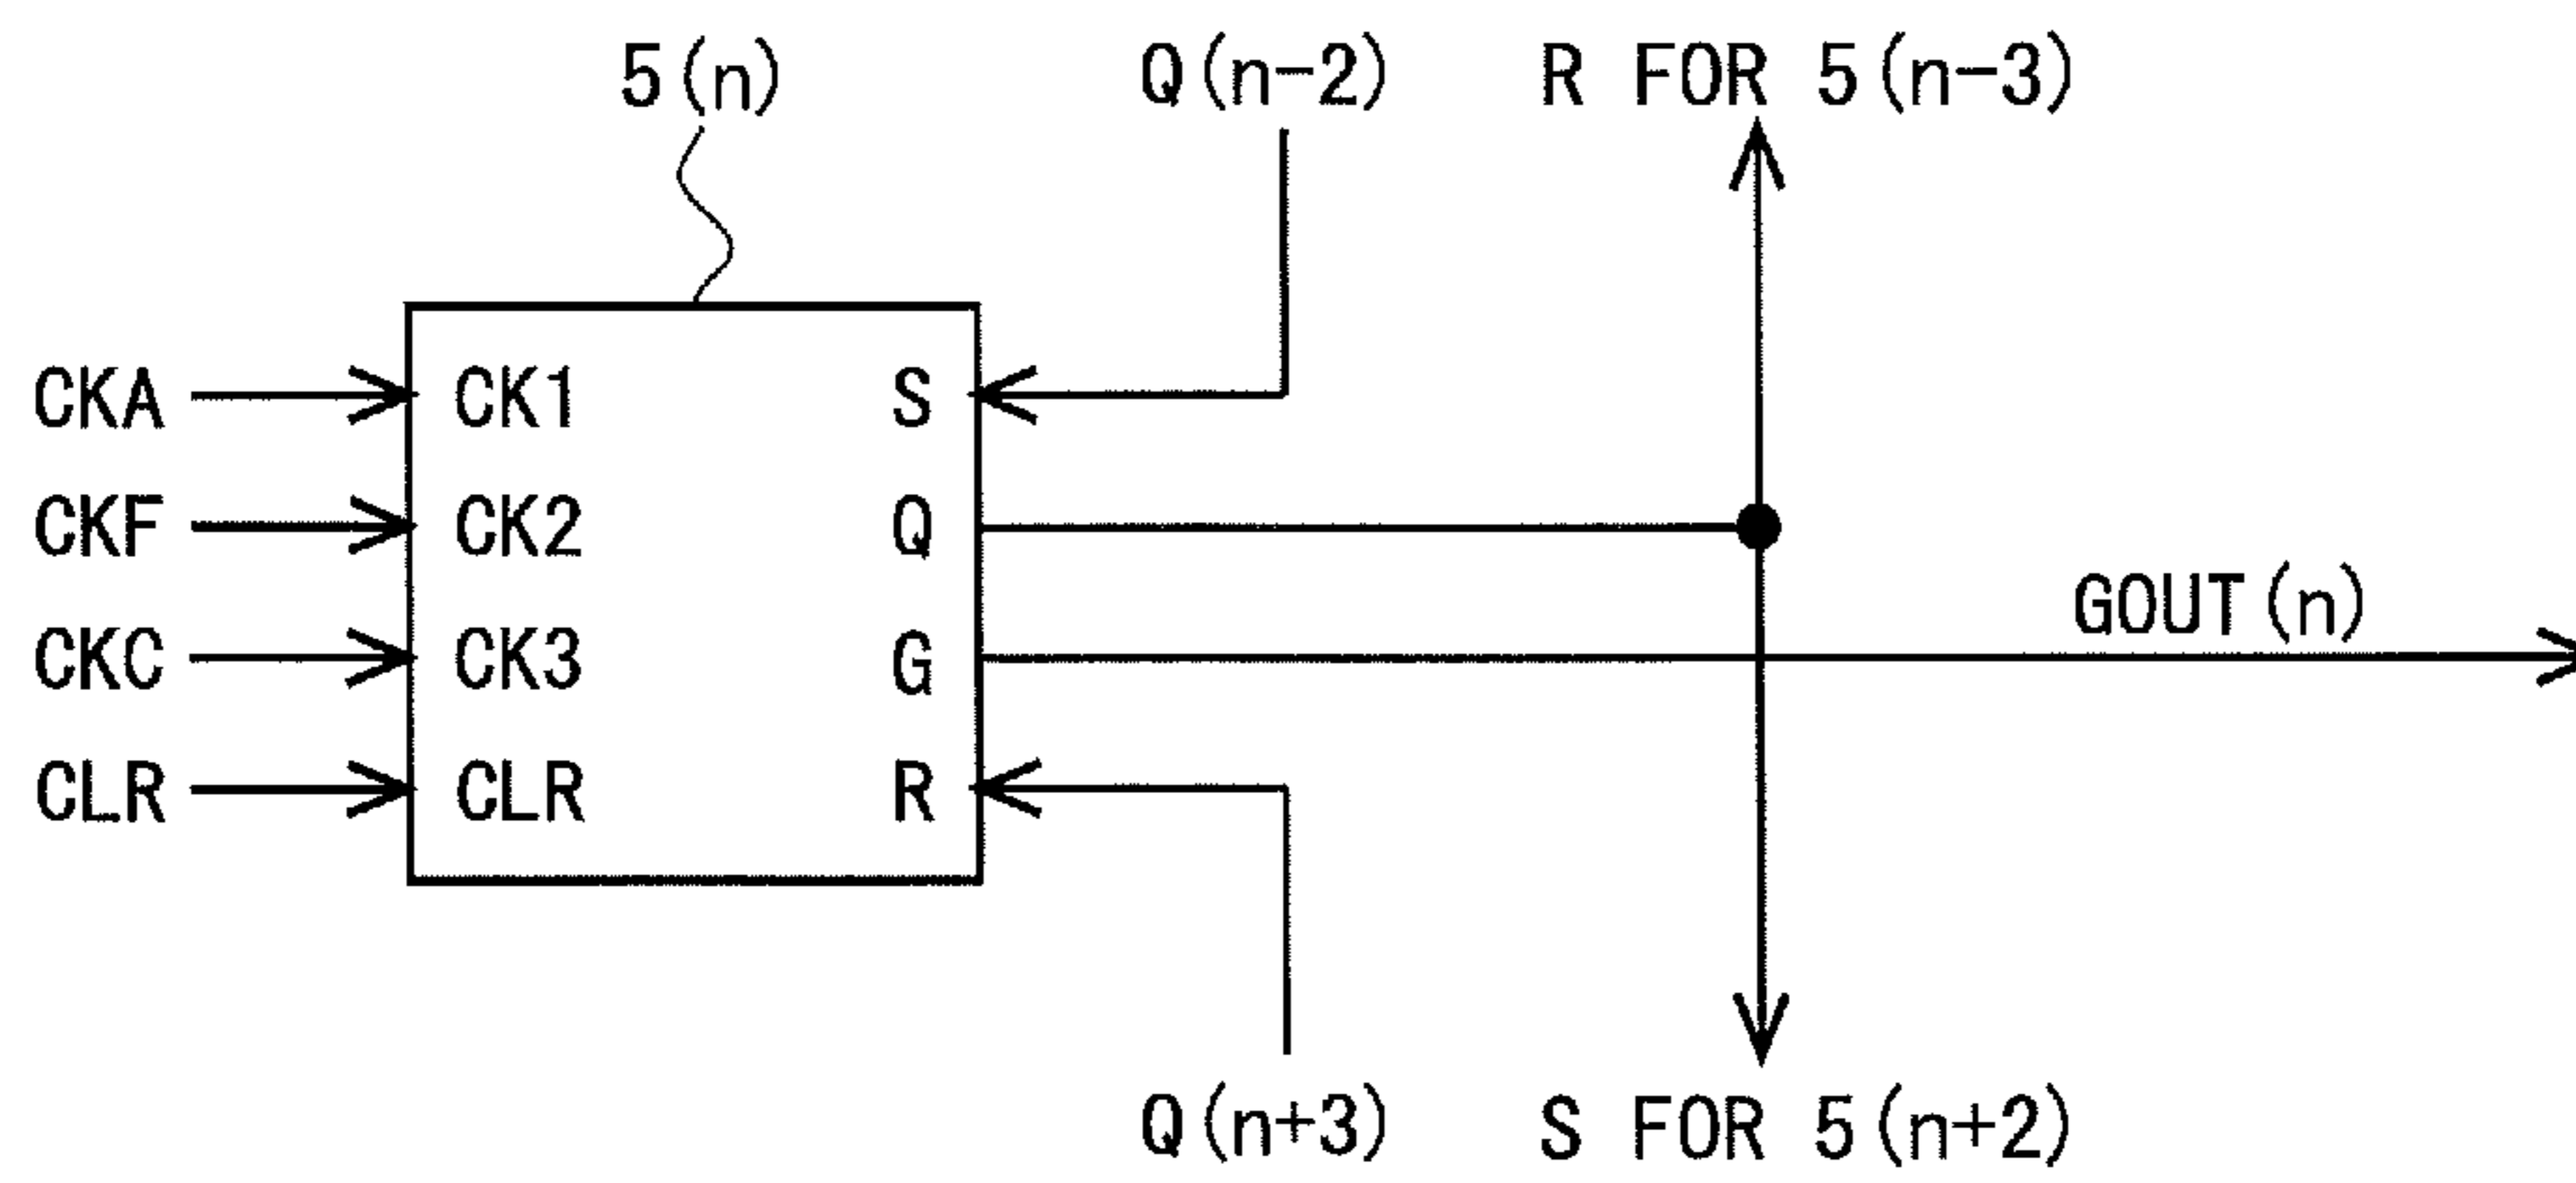 5(n)
Q(n-2)
R FOR 5(n-3)
CKA
CK1
S
CKF
CK2
Q
GOUT(n)
CKC
CK3
G
CLR
CLR
R
Q(n+3)
S FOR 5(n+2)